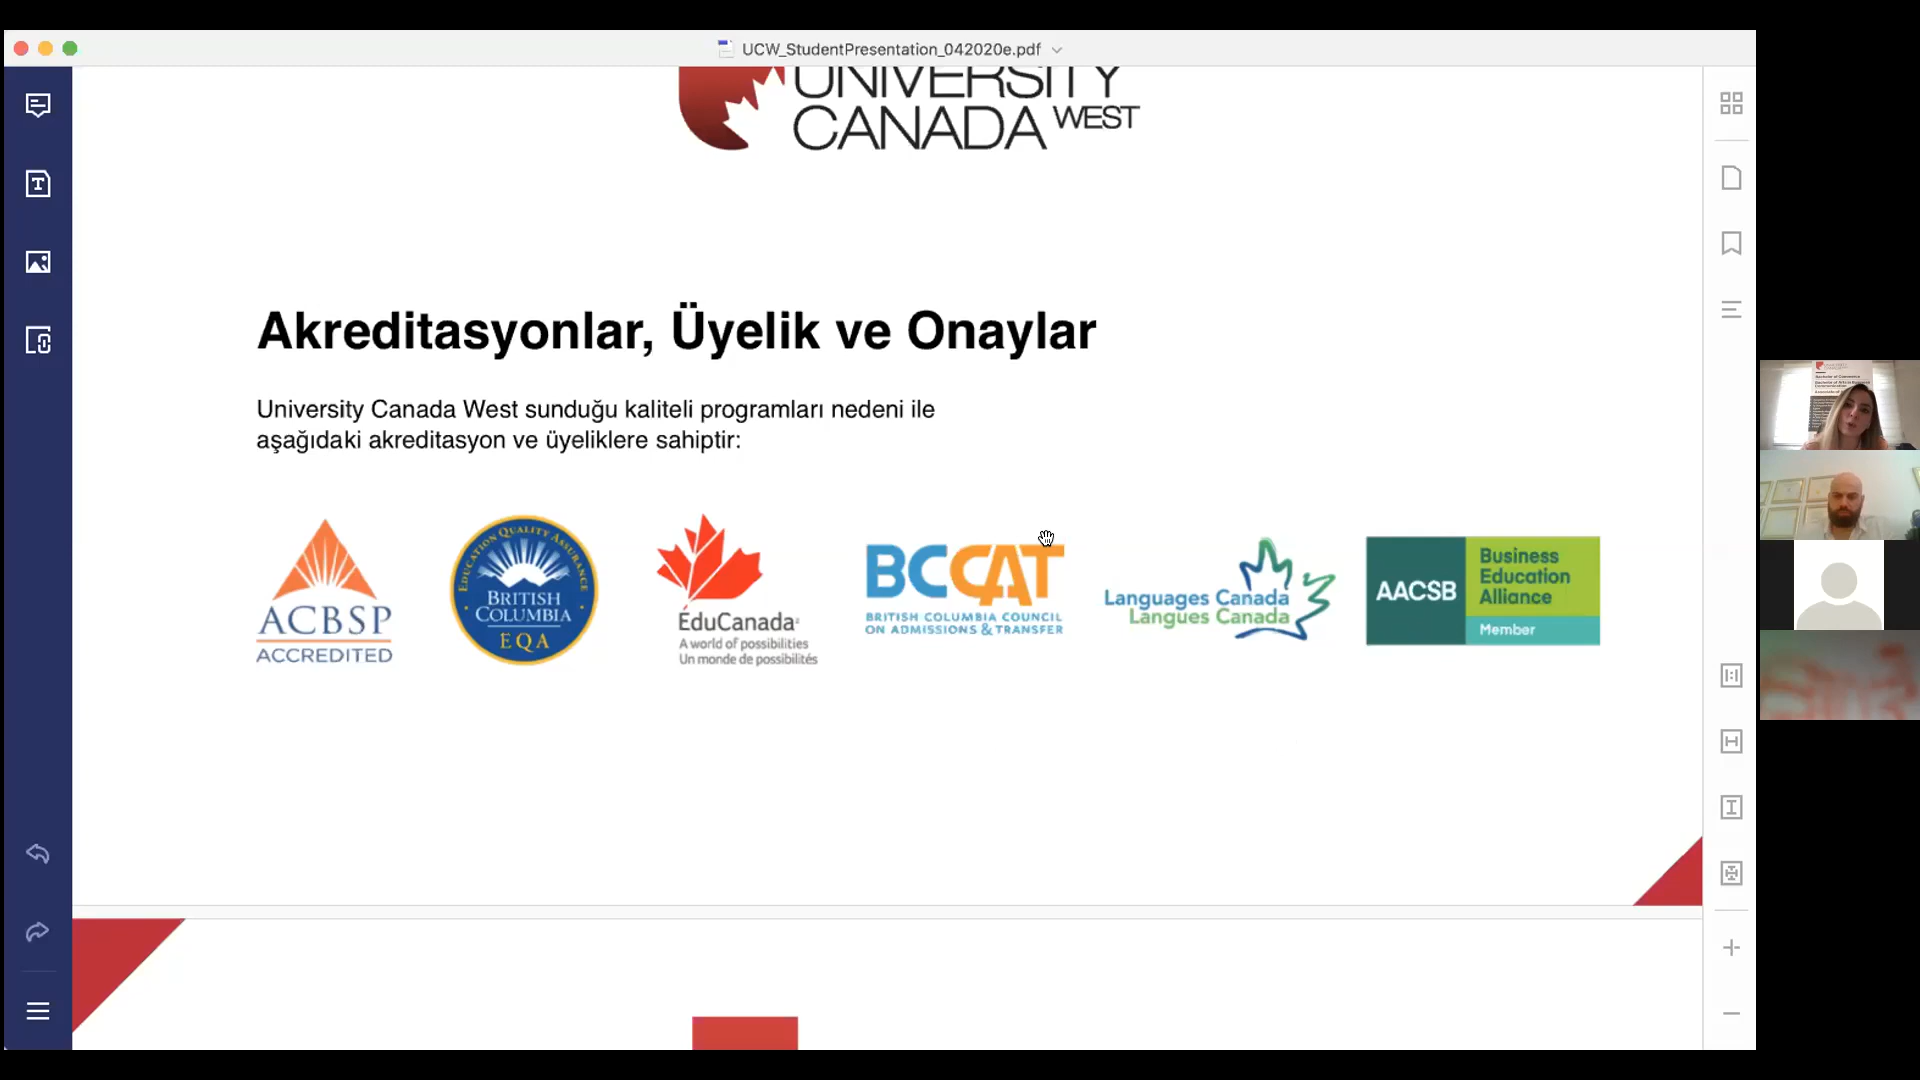 UCW_StudentPresentation_042020e.pdf
UNIVERSITY
CANADA WEST
Akreditasyonlar, Üyelik ve Onaylar
University Canada West sunduğu kaliteli programları nedeni ile
aşağıdaki akreditasyon ve üyeliklere sahiptir:
ACBSP
ACCREDITED
EDUCATION QUALITY ASSURANCE
BRITISH
COLUMBIA
EQA
EduCanada
A world of possibilities
Un monde de possibilités
BCCAT
BRITISH COLUMBIA COUNCIL
ON ADMISSIONS & TRANSFER
Languages Canada
Langues Canada
AACSB
Business
Education
Alliance
Member